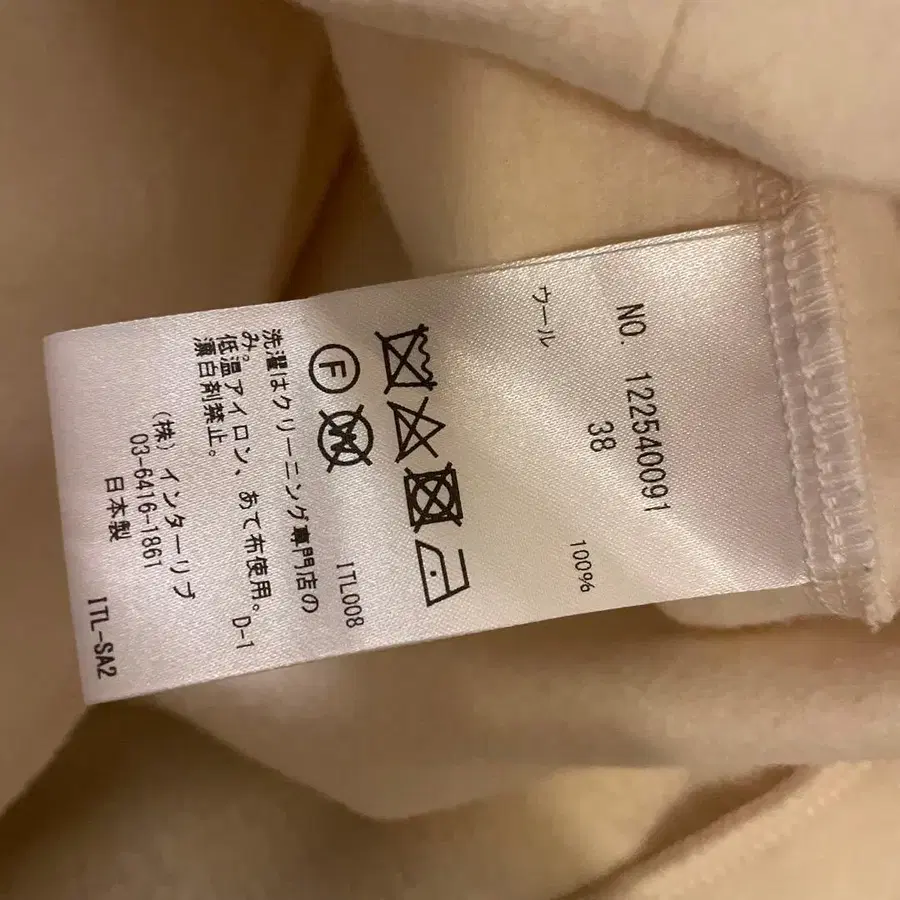 NO. 122540091
38
ウール 100%
F
W
ITL008
洗濯はクリーニング専門店の
み。
低温アイロン、あて布使用。
漂白剤禁止。 D-1
(株) インターリブ
03-6416-1861
日本製
ITL-SA2